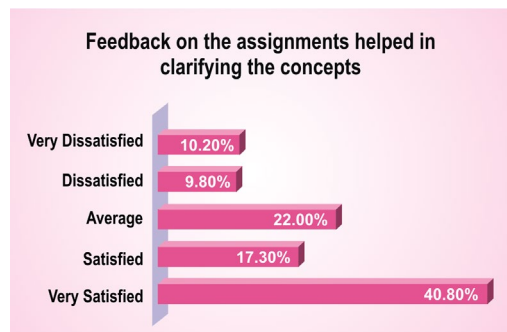 Feedback on the assignments helped in
clarifying the concepts
Very Dissatisfied 10.20%
Dissatisfied 9.80%
Average 22.00%
Satisfied 17.30%
Very Satisfied 40.80%